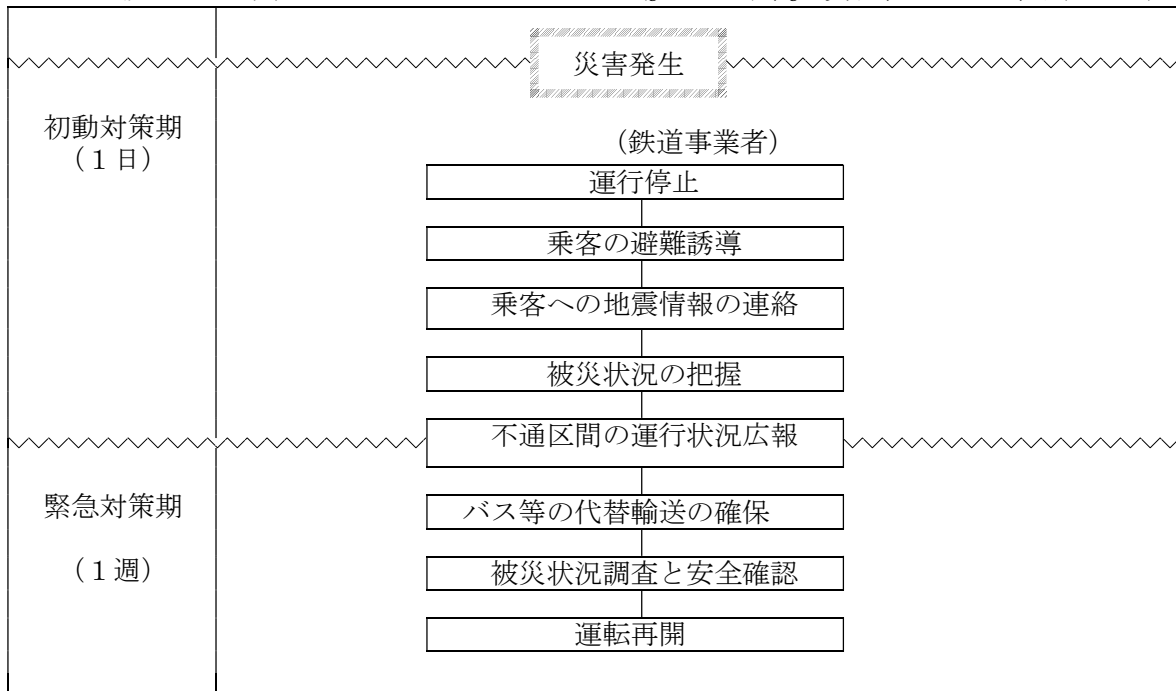 災害発生
初動対策期
（１日）
（鉄道事業者）
運行停止
乗客の避難誘導
乗客への地震情報の連絡
被災状況の把握
不通区間の運行状況広報
緊急対策期
（１週）
バス等の代替輸送の確保
被災状況調査と安全確認
運転再開